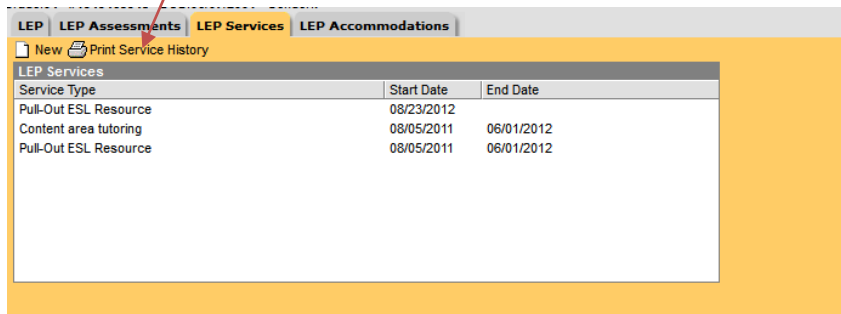 LEP LEP Assessments LEP Services LEP Accommodations
New Print Service History
LEP Services
Service Type Start Date End Date
Pull-Out ESL Resource 08/23/2012
Content area tutoring 08/05/2011 06/01/2012
Pull-Out ESL Resource 08/05/2011 06/01/2012